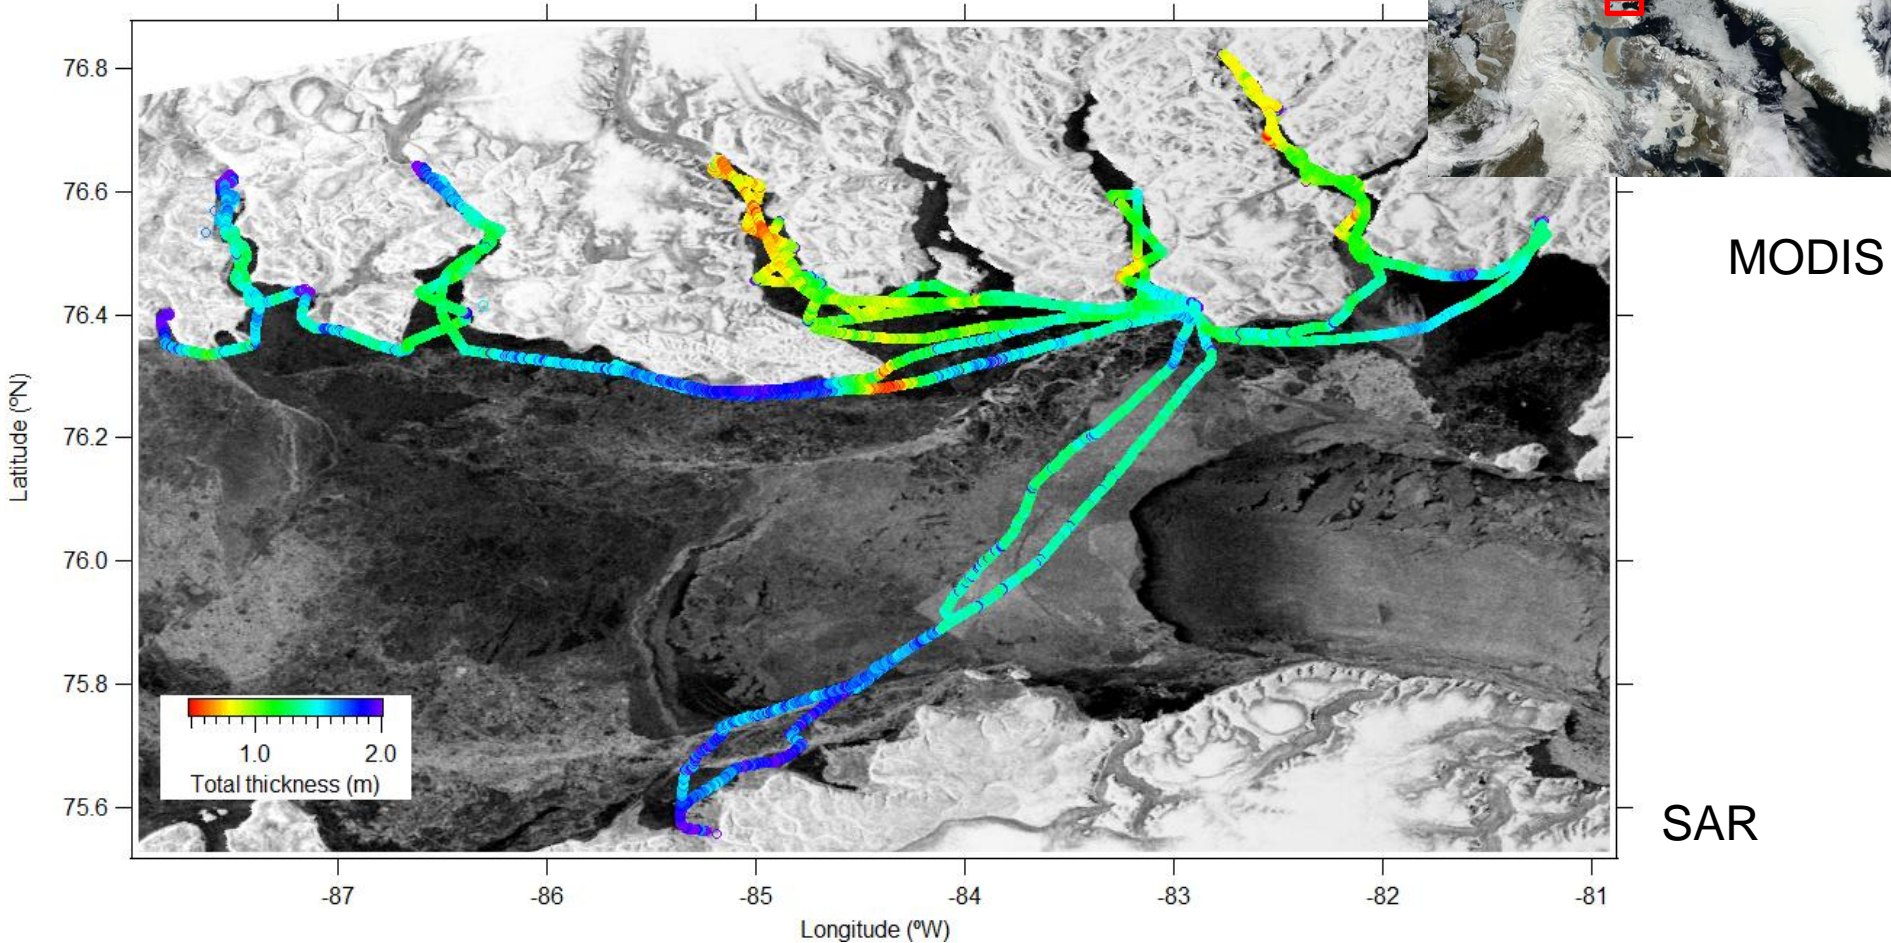 MODIS
SAR
76.8
76.6
76.4
76.2
76.0
75.8
75.6
Latitude (ºN)
1.0 2.0
Total thickness (m)
-87 -86 -85 -84 -83 -82 -81
Longitude (ºW)